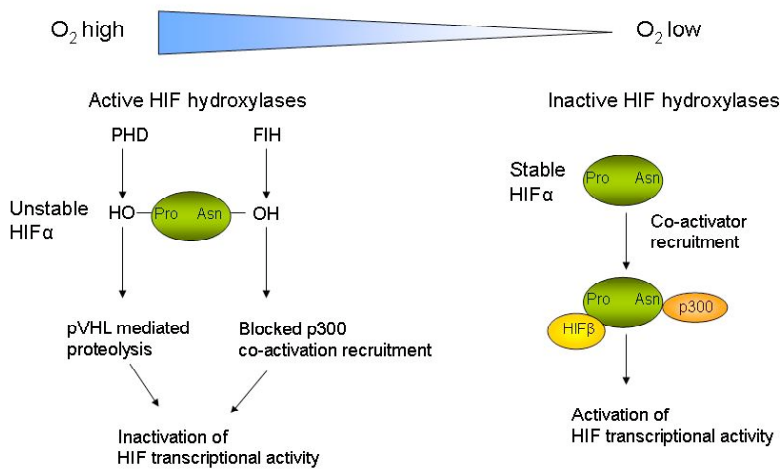 O2 high
O2 low
Active HIF hydroxylases
PHD
FIH
Unstable
HIFα
HO
Pro Asn
OH
pVHL mediated
proteolysis
Blocked p300
co-activation recruitment
Inactivation of
HIF transcriptional activity
Inactive HIF hydroxylases
Stable
HIFα
Pro Asn
Co-activator
recruitment
Pro Asn
p300
HIFβ
Activation of
HIF transcriptional activity